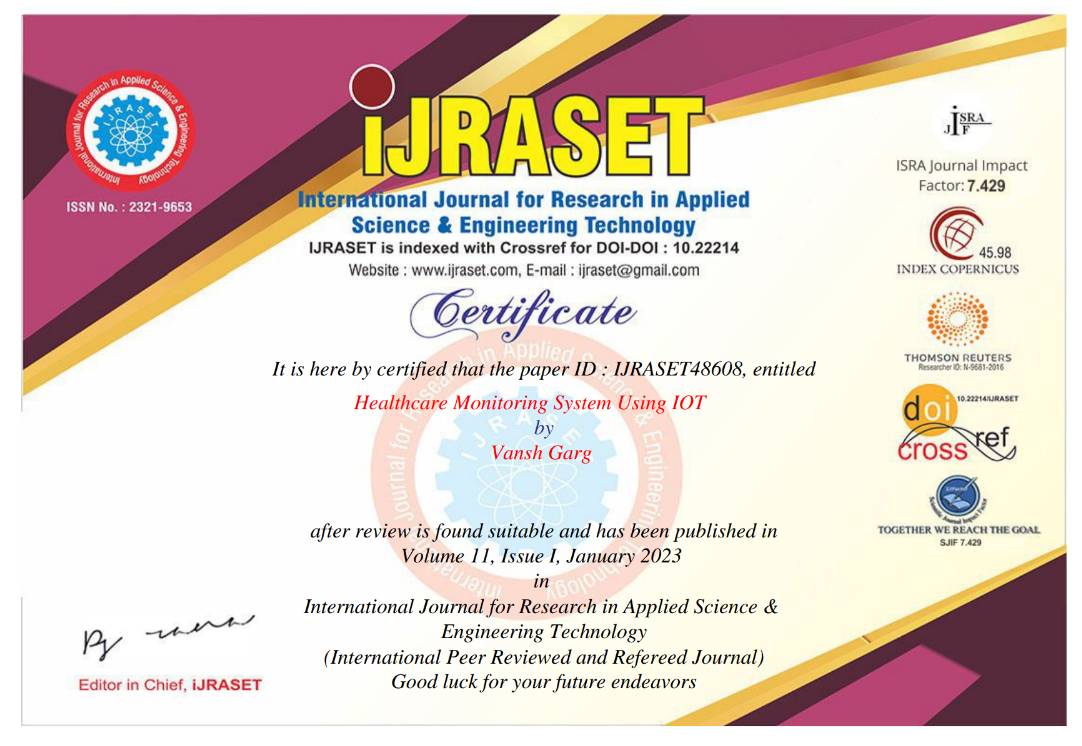 International Journal for Research in Applied Science & Engineering Technology
IJRASET
ISSN No. : 2321-9653
iJRASET
International Journal for Research in Applied
Science & Engineering Technology
IJRASET is indexed with Crossref for DOI-DOI : 10.22214
Website : www.ijraset.com, E-mail : ijraset@gmail.com
Certificate
It is here by certified that the paper ID : IJRASET48608, entitled
Healthcare Monitoring System Using IOT
by
Vansh Garg
after review is found suitable and has been published in
Volume 11, Issue I, January 2023
in
International Journal for Research in Applied Science &
Engineering Technology
(International Peer Reviewed and Refereed Journal)
Good luck for your future endeavors
Editor in Chief, iJRASET
ISRA
JIF
ISRA Journal Impact
Factor: 7.429
45.98
INDEX COPERNICUS
THOMSON REUTERS
Researcher ID: N-9681-2016
doi
10.22214/IJRASET
cross ref
TOGETHER WE REACH THE GOAL
SJIF 7.429